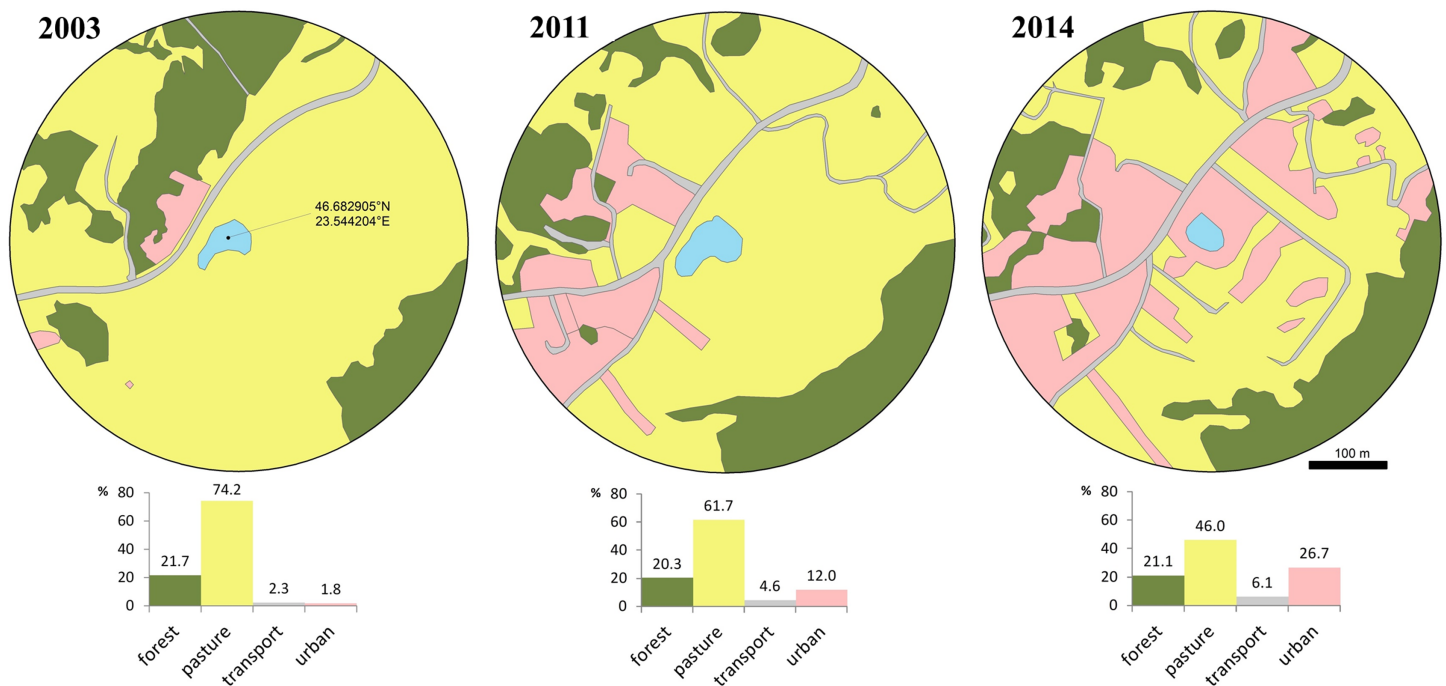 2003
2011
2014
46.682905°N
23.544204°E
100 m
%
80
60
40
20
0
21.7
74.2
2.3
1.8
forest
pasture
transport
urban
%
80
60
40
20
0
20.3
61.7
4.6
12.0
forest
pasture
transport
urban
%
80
60
40
20
0
21.1
46.0
6.1
26.7
forest
pasture
transport
urban